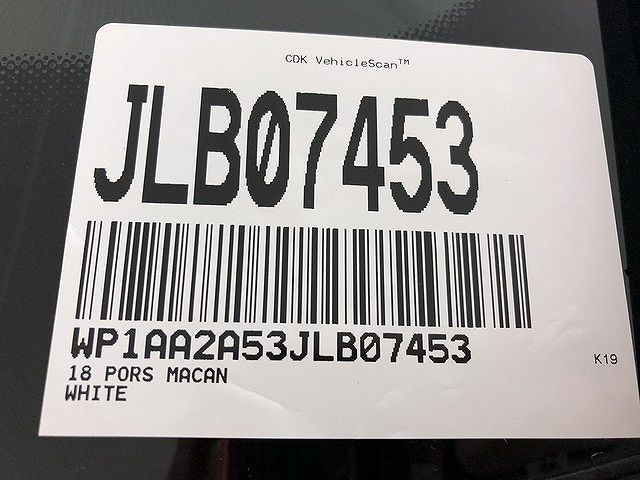 CDK VehicleScan™
JLB07453
WP1AA2A53JLB07453
K19
18 PORS MACAN
WHITE